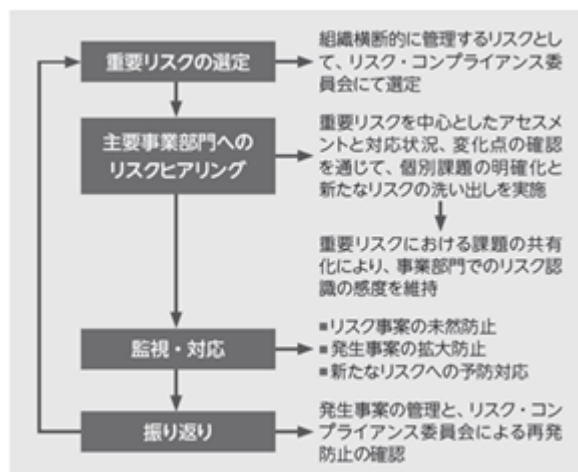 重要リスクの選定
組織横断的に管理するリスクとし
て、リスク・コンプライアンス委
員会にて選定
主要事業部門への
リスクヒアリング
重要リスクを中心としたアセスメ
ントと対応状況、変化点の確認
を通じて、個別課題の明確化と
新たなリスクの洗い出しを実施
重要リスクにおける課題の共有
化により、事業部門でのリスク認
識の感度を維持
監視・対応
■リスク事案の未然防止
■発生事案の拡大防止
■新たなリスクへの予防対応
振り返り
発生事案の管理と、リスク・コン
プライアンス委員会による再発
防止の確認